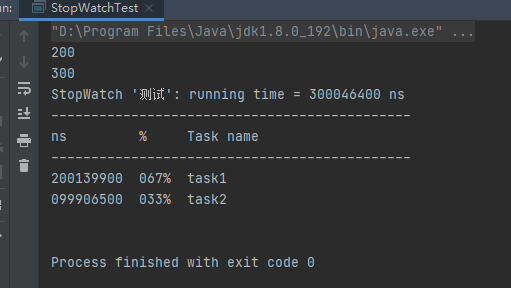 un: StopWatchTest
"D:\Program Files\Java\jdk1.8.0_192\bin\java.exe" ...
200
300
StopWatch '测试': running time = 300046400 ns
---------------------------------------------
ns         %     Task name
---------------------------------------------
200139900  067%  task1
099906500  033%  task2
Process finished with exit code 0